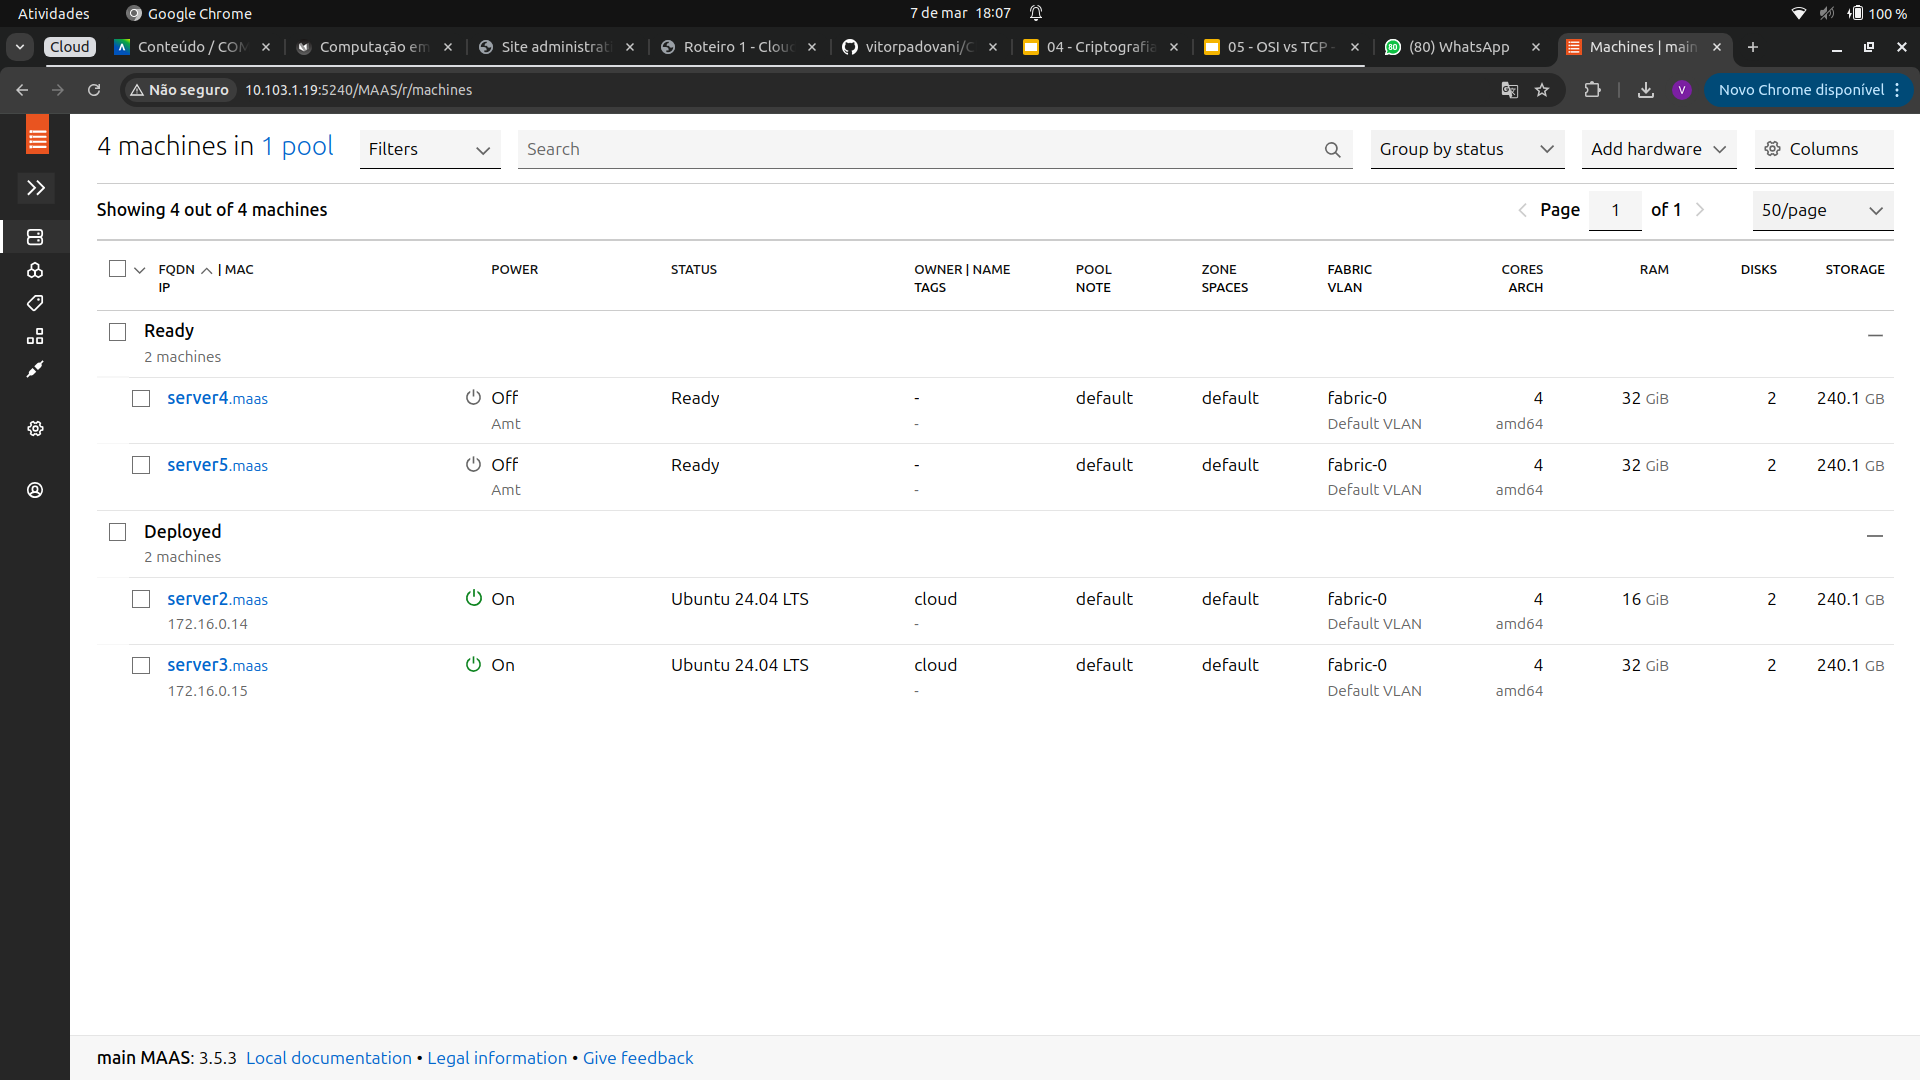 Atividades Google Chrome 7 de mar 18:07 100 %
Cloud Conteúdo / COM Computação em Site administrati Roteiro 1 - Cloud vitorpadovani/C 04 - Criptografia 05 - OSI vs TCP - (80) WhatsApp Machines | main
Não seguro 10.103.1.19:5240/MAAS/r/machines V Novo Chrome disponível
4 machines in 1 pool Filters Search Group by status Add hardware Columns
Showing 4 out of 4 machines Page 1 of 1 50/page
FQDN | MAC POWER STATUS OWNER | NAME POOL ZONE FABRIC CORES RAM DISKS STORAGE
IP TAGS NOTE SPACES VLAN ARCH
Ready
2 machines
server4.maas Off Ready - default default fabric-0 4 32 GiB 2 240.1 GB
Amt - Default VLAN amd64
server5.maas Off Ready - default default fabric-0 4 32 GiB 2 240.1 GB
Amt - Default VLAN amd64
Deployed
2 machines
server2.maas On Ubuntu 24.04 LTS cloud default default fabric-0 4 16 GiB 2 240.1 GB
172.16.0.14 - Default VLAN amd64
server3.maas On Ubuntu 24.04 LTS cloud default default fabric-0 4 32 GiB 2 240.1 GB
172.16.0.15 - Default VLAN amd64
main MAAS: 3.5.3 Local documentation • Legal information • Give feedback